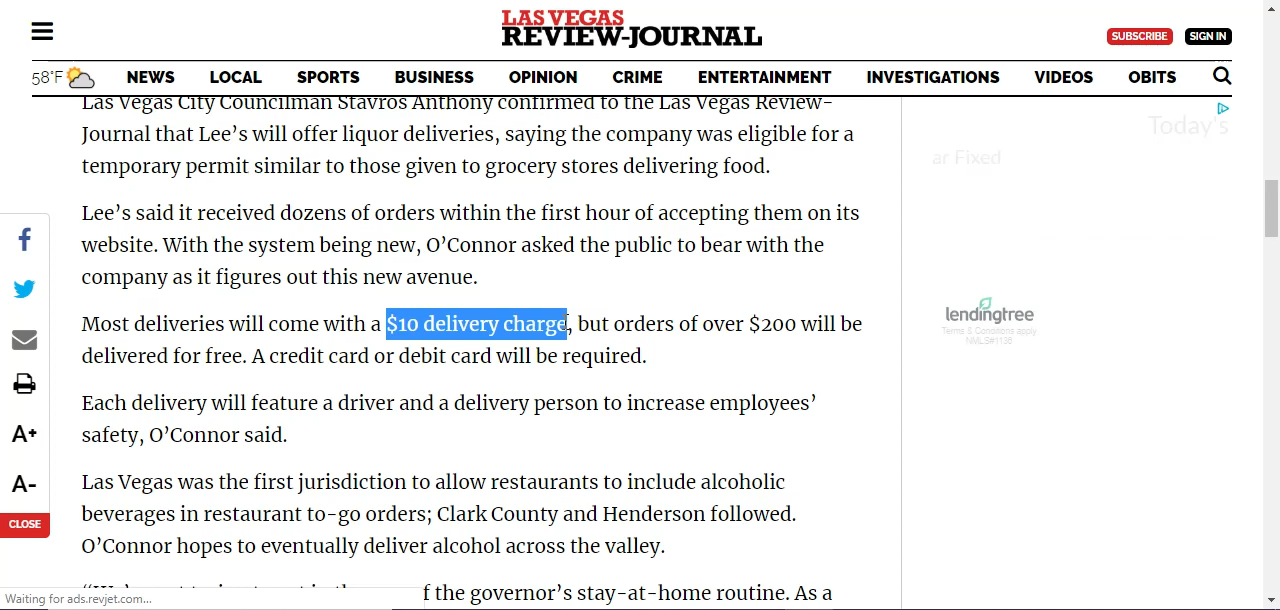 LAS VEGAS
REVIEW-JOURNAL
SUBSCRIBE
SIGN IN
58°F
NEWS LOCAL SPORTS BUSINESS OPINION CRIME ENTERTAINMENT INVESTIGATIONS VIDEOS OBITS
Las Vegas City Councilman Stavros Anthony confirmed to the Las Vegas Review-
Journal that Lee’s will offer liquor deliveries, saying the company was eligible for a
temporary permit similar to those given to grocery stores delivering food.
Lee’s said it received dozens of orders within the first hour of accepting them on its
website. With the system being new, O’Connor asked the public to bear with the
company as it figures out this new avenue.
Most deliveries will come with a $10 delivery charge, but orders of over $200 will be
delivered for free. A credit card or debit card will be required.
Each delivery will feature a driver and a delivery person to increase employees’
safety, O’Connor said.
Las Vegas was the first jurisdiction to allow restaurants to include alcoholic
beverages in restaurant to-go orders; Clark County and Henderson followed.
O’Connor hopes to eventually deliver alcohol across the valley.
f the governor’s stay-at-home routine. As a
A+
A-
CLOSE
Today's
ar Fixed
lendingtree
Terms & Conditions apply
NMLS#1136
Waiting for ads.revjet.com...